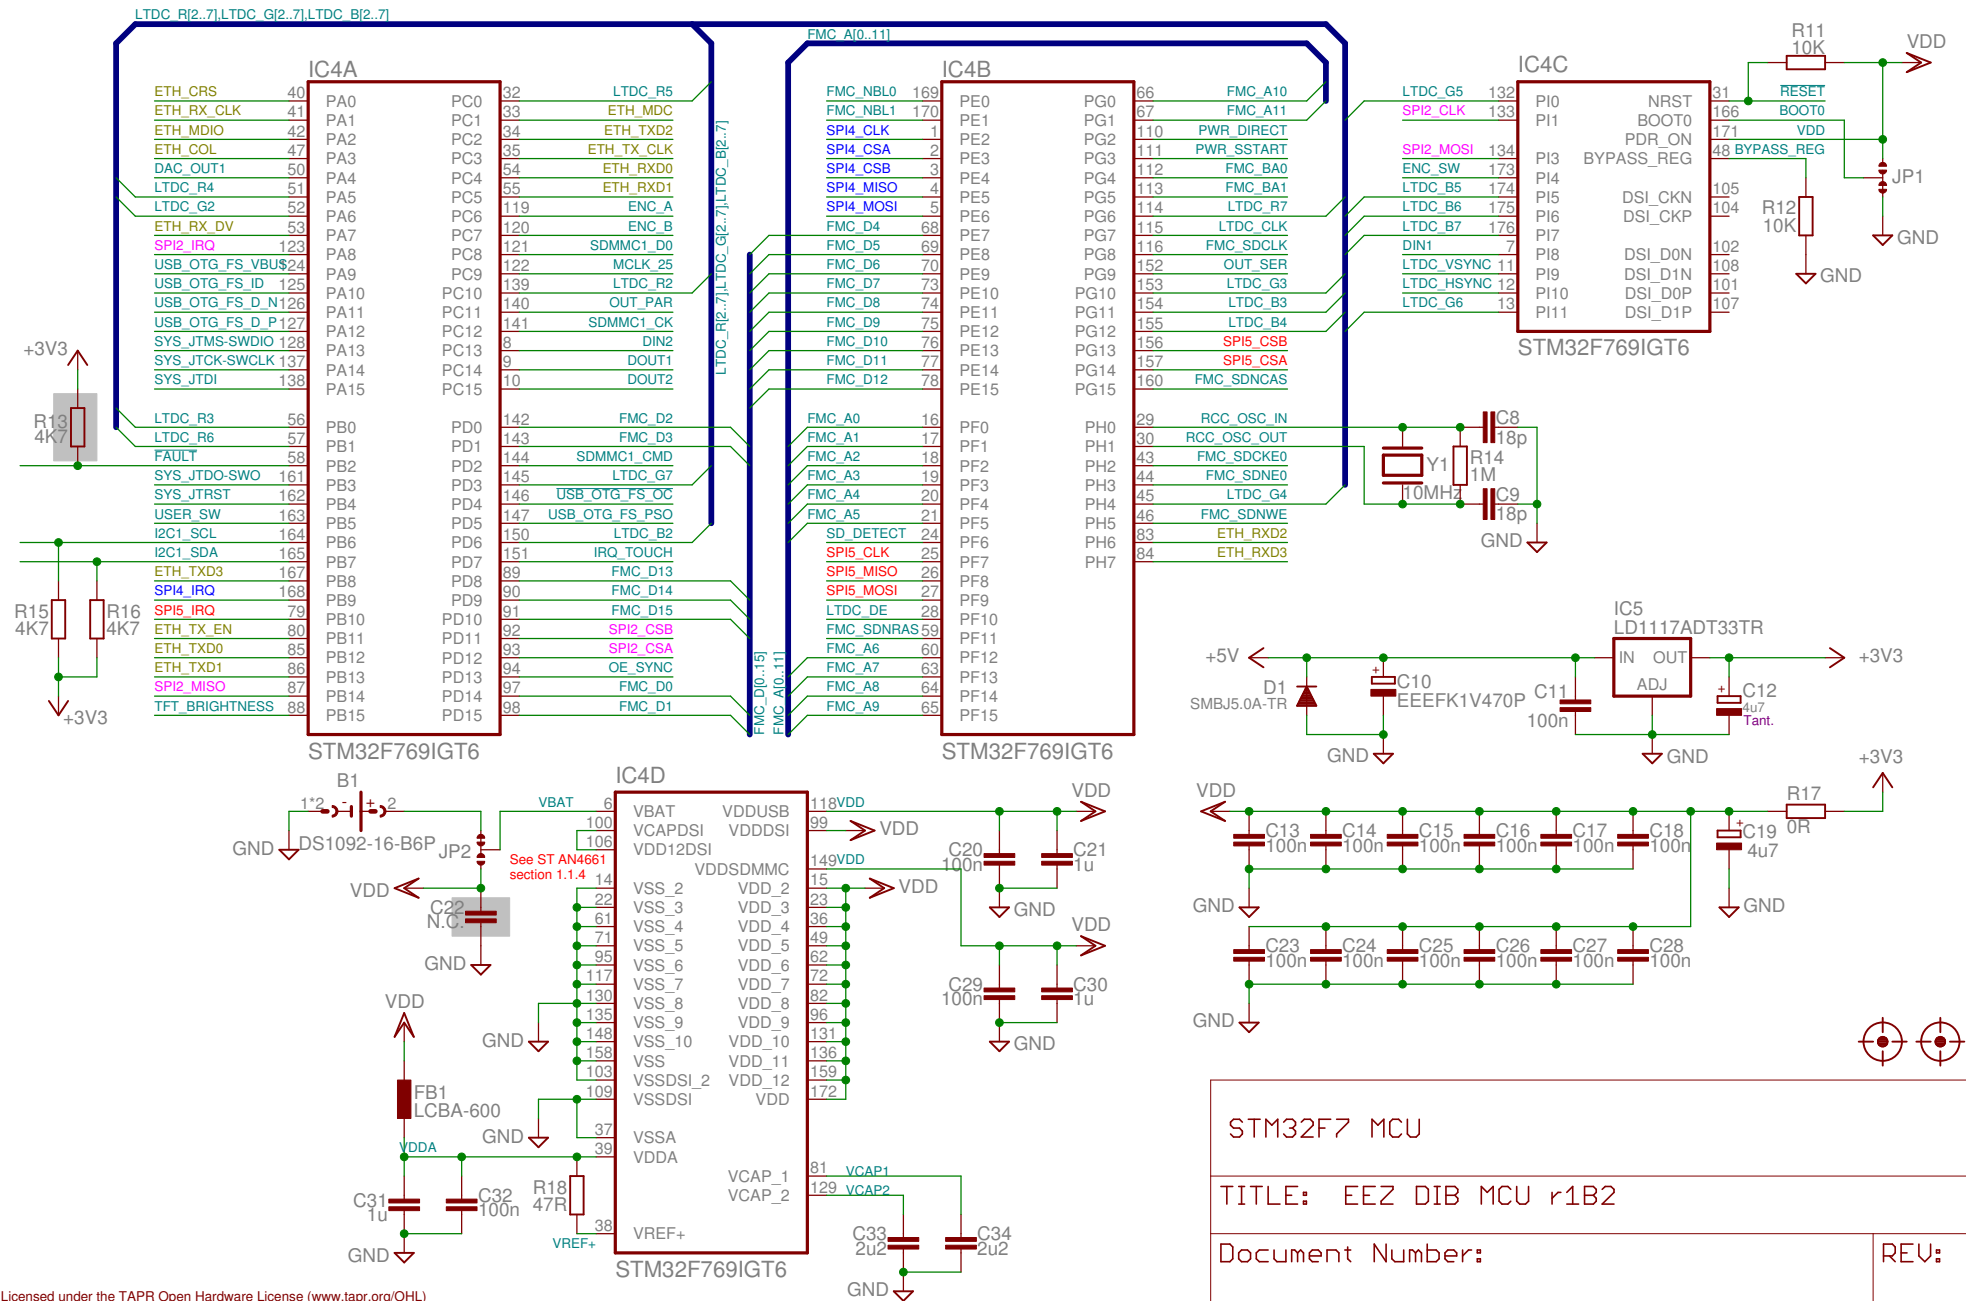 LTDC_R[2..7],LTDC_G[2..7],LTDC_B[2..7]
FMC_A[0..11]
LTDC_R[2..7],LTDC_G[2..7],LTDC_B[2..7]
FMC_D[0..15]
FMC_A[0..11]
IC4A
ETH_CRS 40 PA0 PC0 32 LTDC_R5
ETH_RX_CLK 41 PA1 PC1 33 ETH_MDC
ETH_MDIO 42 PA2 PC2 34 ETH_TXD2
ETH_COL 47 PA3 PC3 35 ETH_TX_CLK
DAC_OUT1 50 PA4 PC4 54 ETH_RXD0
LTDC_R4 51 PA5 PC5 55 ETH_RXD1
LTDC_G2 52 PA6 PC6 119 ENC_A
ETH_RX_DV 53 PA7 PC7 120 ENC_B
SPI2_IRQ 123 PA8 PC8 121 SDMMC1_D0
USB_OTG_FS_VBUS 124 PA9 PC9 122 MCLK_25
USB_OTG_FS_ID 125 PA10 PC10 139 LTDC_R2
USB_OTG_FS_D_N 126 PA11 PC11 140 OUT_PAR
USB_OTG_FS_D_P 127 PA12 PC12 141 SDMMC1_CK
SYS_JTMS-SWDIO 128 PA13 PC13 8 DIN2
SYS_JTCK-SWCLK 137 PA14 PC14 9 DOUT1
SYS_JTDI 138 PA15 PC15 10 DOUT2
LTDC_R3 56 PB0 PD0 142 FMC_D2
LTDC_R6 57 PB1 PD1 143 FMC_D3
FAULT 58 PB2 PD2 144 SDMMC1_CMD
SYS_JTDO-SWO 161 PB3 PD3 145 LTDC_G7
SYS_JTRST 162 PB4 PD4 146 USB_OTG_FS_OC
USER_SW 163 PB5 PD5 147 USB_OTG_FS_PSO
I2C1_SCL 164 PB6 PD6 150 LTDC_B2
I2C1_SDA 165 PB7 PD7 151 IRQ_TOUCH
ETH_TXD3 167 PB8 PD8 89 FMC_D13
SPI4_IRQ 168 PB9 PD9 90 FMC_D14
SPI5_IRQ 79 PB10 PD10 91 FMC_D15
ETH_TX_EN 80 PB11 PD11 92 SPI2_CSB
ETH_TXD0 85 PB12 PD12 93 SPI2_CSA
ETH_TXD1 86 PB13 PD13 94 OE_SYNC
SPI2_MISO 87 PB14 PD14 97 FMC_D0
TFT_BRIGHTNESS 88 PB15 PD15 98 FMC_D1
STM32F769IGT6
+3V3
R13
4K7
R15
4K7
R16
4K7
+3V3
IC4B
FMC_NBL0 169 PE0 PG0 66 FMC_A10
FMC_NBL1 170 PE1 PG1 67 FMC_A11
SPI4_CLK 1 PE2 PG2 110 PWR_DIRECT
SPI4_CSA 2 PE3 PG3 111 PWR_SSTART
SPI4_CSB 3 PE4 PG4 112 FMC_BA0
SPI4_MISO 4 PE5 PG5 113 FMC_BA1
SPI4_MOSI 5 PE6 PG6 114 LTDC_R7
FMC_D4 68 PE7 PG7 115 LTDC_CLK
FMC_D5 69 PE8 PG8 116 FMC_SDCLK
FMC_D6 70 PE9 PG9 152 OUT_SER
FMC_D7 73 PE10 PG10 153 LTDC_G3
FMC_D8 74 PE11 PG11 154 LTDC_B3
FMC_D9 75 PE12 PG12 155 LTDC_B4
FMC_D10 76 PE13 PG13 156 SPI5_CSB
FMC_D11 77 PE14 PG14 157 SPI5_CSA
FMC_D12 78 PE15 PG15 160 FMC_SDNCAS
FMC_A0 16 PF0 PH0 29 RCC_OSC_IN
FMC_A1 17 PF1 PH1 30 RCC_OSC_OUT
FMC_A2 18 PF2 PH2 43 FMC_SDCKE0
FMC_A3 19 PF3 PH3 44 FMC_SDNE0
FMC_A4 20 PF4 PH4 45 LTDC_G4
FMC_A5 21 PF5 PH5 46 FMC_SDNWE
SD_DETECT 24 PF6 PH6 83 ETH_RXD2
SPI5_CLK 25 PF7 PH7 84 ETH_RXD3
SPI5_MISO 26 PF8
SPI5_MOSI 27 PF9
LTDC_DE 28 PF10
FMC_SDNRAS 59 PF11
FMC_A6 60 PF12
FMC_A7 63 PF13
FMC_A8 64 PF14
FMC_A9 65 PF15
STM32F769IGT6
IC4C
LTDC_G5 132 PI0 NRST 31 RESET
SPI2_CLK 133 PI1 BOOT0 166 BOOT0
PDR_ON 171 VDD
SPI2_MOSI 134 PI3 BYPASS_REG 48 BYPASS_REG
ENC_SW 173 PI4
LTDC_B5 174 PI5 DSI_CKN 105
LTDC_B6 175 PI6 DSI_CKP 104
LTDC_B7 176 PI7
DIN1 7 PI8 DSI_D0N 102
LTDC_VSYNC 11 PI9 DSI_D1N 108
LTDC_HSYNC 12 PI10 DSI_D0P 101
LTDC_G6 13 PI11 DSI_D1P 107
STM32F769IGT6
R11
10K
VDD
JP1
R12
10K
GND
GND
C8
18p
Y1
10MHz
R14
1M
C9
18p
GND
IC5
LD1117ADT33TR
IN OUT
ADJ
+5V
+3V3
D1
SMBJ5.0A-TR
C10
EEEFK1V470P
C11
100n
C12
4u7
Tant.
GND
GND
B1
1*2 - + 2
GND
DS1092-16-B6P
JP2
VDD
C22
N.C.
GND
See ST AN4661
section 1.1.4
IC4D
VBAT 6 VBAT VDDUSB 118 VDD
100 VCAPDSI VDDDSI 99 VDD
106 VDD12DSI
VDDSDMMC 149 VDD
14 VSS_2 VDD_2 15 VDD
22 VSS_3 VDD_3 23
61 VSS_4 VDD_4 36
71 VSS_5 VDD_5 49
95 VSS_6 VDD_6 62
117 VSS_7 VDD_7 72
130 VSS_8 VDD_8 82
135 VSS_9 VDD_9 96
148 VSS_10 VDD_10 131
158 VSS VDD_11 136
103 VSSDSI_2 VDD_12 159
109 VSSDSI VDD 172
37 VSSA
39 VDDA
VCAP_1 81 VCAP1
VCAP_2 129 VCAP2
38 VREF+
STM32F769IGT6
GND
GND
VDD
FB1
LCBA-600
VDDA
C31
1u
C32
100n
R18
47R
VREF+
GND
C33
2u2
C34
2u2
GND
VDD
C20
100n
C21
1u
GND
VDD
C29
100n
C30
1u
GND
VDD
C13
100n
C14
100n
C15
100n
C16
100n
C17
100n
C18
100n
C19
4u7
R17
0R
+3V3
GND
GND
C23
100n
C24
100n
C25
100n
C26
100n
C27
100n
C28
100n
GND
STM32F7 MCU
TITLE: EEZ DIB MCU r1B2
Document Number:
REV:
Licensed under the TAPR Open Hardware License (www.tapr.org/OHL)